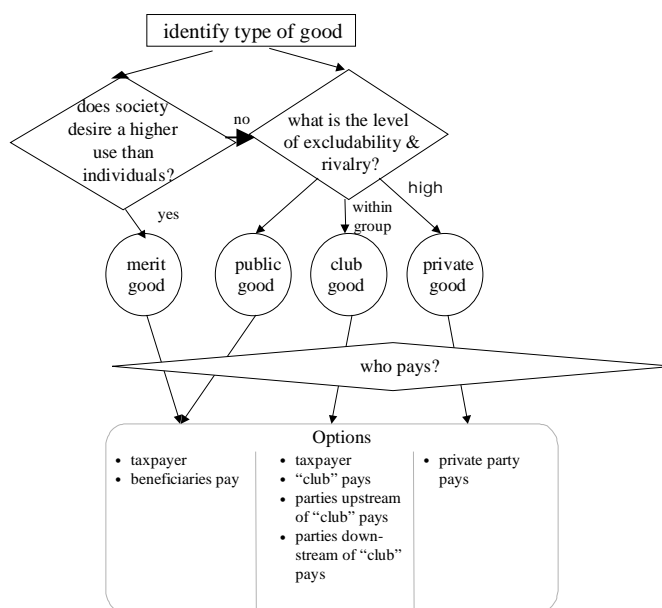 identify type of good
does society
desire a higher
use than
individuals?
no
what is the level
of excludability &
rivalry?
yes
within
group
high
merit
good
public
good
club
good
private
good
who pays?
Options
• taxpayer
• beneficiaries pay
• taxpayer
• “club” pays
• parties upstream
of “club” pays
• parties down-
stream of “club”
pays
• private party
pays